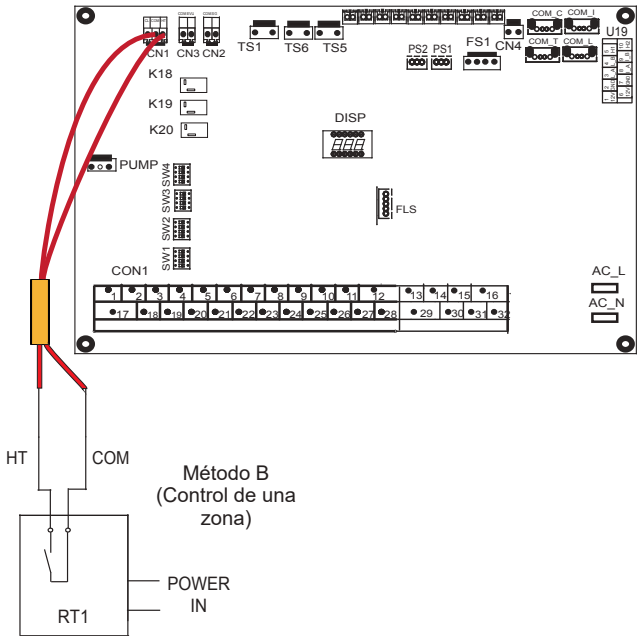 COM_C COM_I
U19
CN1 CN3 CN2
TS1 TS6 TS5
PS2 PS1
FS1 CN4
COM_T COM_L
K18
K19
K20
DISP
PUMP
SW4
SW3
SW2
SW1
FLS
CON1
AC_L
AC_N
1 2 3 4 5 6 7 8 9 10 11 12 13 14 15 16
17 18 19 20 21 22 23 24 25 26 27 28 29 30 31 32
HT COM
Método B
(Control de una
zona)
POWER
IN
RT1